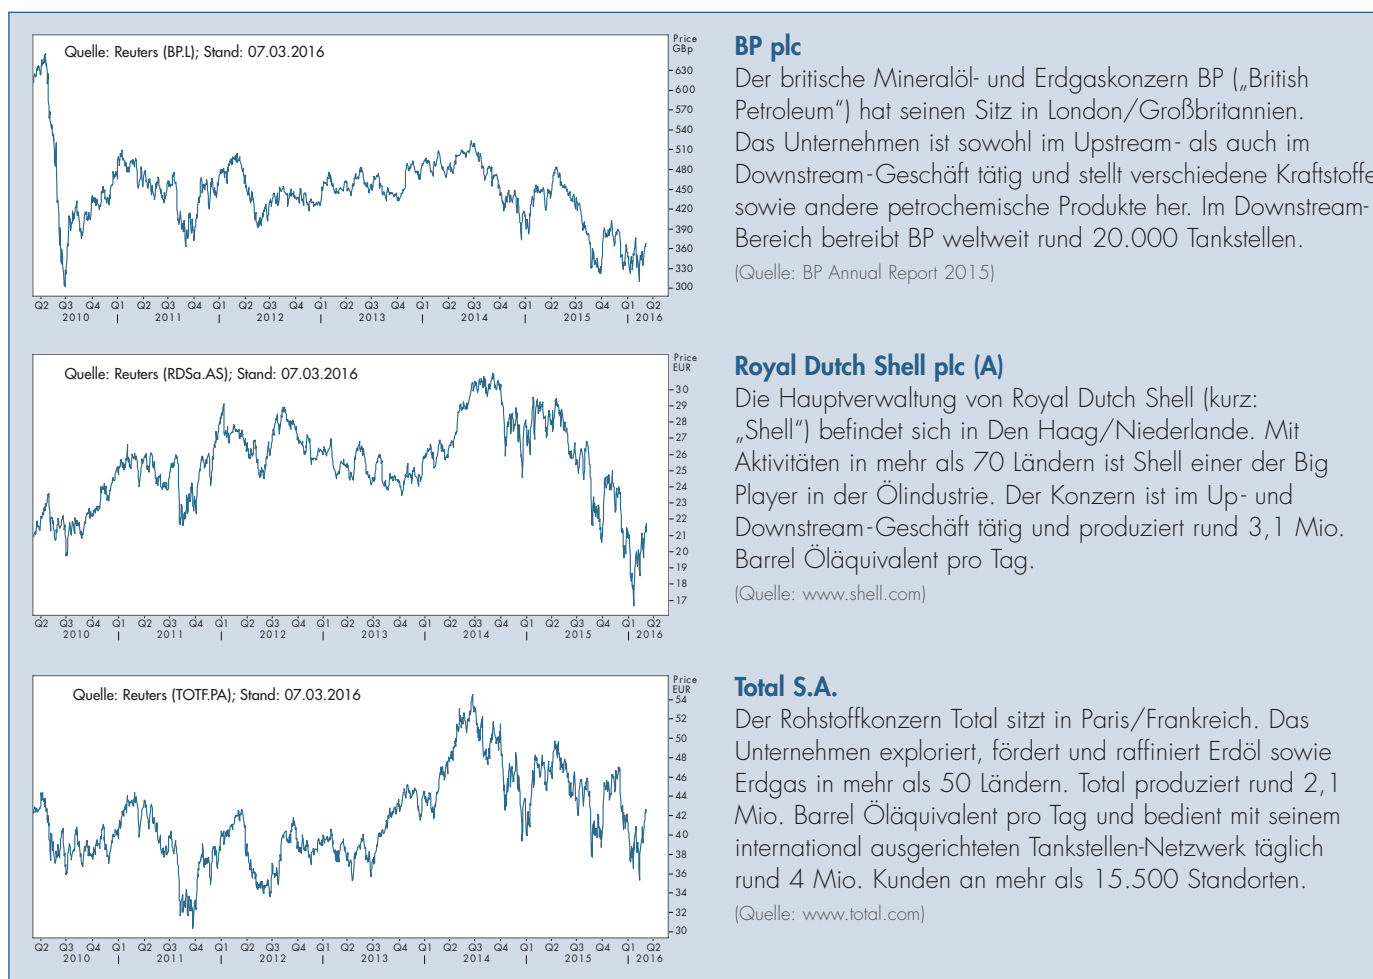 Quelle: Reuters (BP.L); Stand: 07.03.2016
Price
GBp
630
600
570
540
510
480
450
420
390
360
330
300
Q2 Q3 Q4 Q1 Q2 Q3 Q4 Q1 Q2 Q3 Q4 Q1 Q2 Q3 Q4 Q1 Q2 Q3 Q4 Q1 Q2 Q3 Q4 Q1 Q2
2010 2011 2012 2013 2014 2015 2016
BP plc
Der britische Mineralöl- und Erdgaskonzern BP („British
Petroleum“) hat seinen Sitz in London/Großbritannien.
Das Unternehmen ist sowohl im Upstream- als auch im
Downstream-Geschäft tätig und stellt verschiedene Kraftstoffe
sowie andere petrochemische Produkte her. Im Downstream-
Bereich betreibt BP weltweit rund 20.000 Tankstellen.
(Quelle: BP Annual Report 2015)
Quelle: Reuters (RDSa.AS); Stand: 07.03.2016
Price
EUR
30
29
28
27
26
25
24
23
22
21
20
19
18
17
Q2 Q3 Q4 Q1 Q2 Q3 Q4 Q1 Q2 Q3 Q4 Q1 Q2 Q3 Q4 Q1 Q2 Q3 Q4 Q1 Q2 Q3 Q4 Q1 Q2
2010 2011 2012 2013 2014 2015 2016
Royal Dutch Shell plc (A)
Die Hauptverwaltung von Royal Dutch Shell (kurz:
„Shell“) befindet sich in Den Haag/Niederlande. Mit
Aktivitäten in mehr als 70 Ländern ist Shell einer der Big
Player in der Ölindustrie. Der Konzern ist im Up- und
Downstream-Geschäft tätig und produziert rund 3,1 Mio.
Barrel Öläquivalent pro Tag.
(Quelle: www.shell.com)
Quelle: Reuters (TOTF.PA); Stand: 07.03.2016
Price
EUR
54
52
50
48
46
44
42
40
38
36
34
32
30
Q2 Q3 Q4 Q1 Q2 Q3 Q4 Q1 Q2 Q3 Q4 Q1 Q2 Q3 Q4 Q1 Q2 Q3 Q4 Q1 Q2 Q3 Q4 Q1 Q2
2010 2011 2012 2013 2014 2015 2016
Total S.A.
Der Rohstoffkonzern Total sitzt in Paris/Frankreich. Das
Unternehmen exploriert, fördert und raffiniert Erdöl sowie
Erdgas in mehr als 50 Ländern. Total produziert rund 2,1
Mio. Barrel Öläquivalent pro Tag und bedient mit seinem
international ausgerichteten Tankstellen-Netzwerk täglich
rund 4 Mio. Kunden an mehr als 15.500 Standorten.
(Quelle: www.total.com)